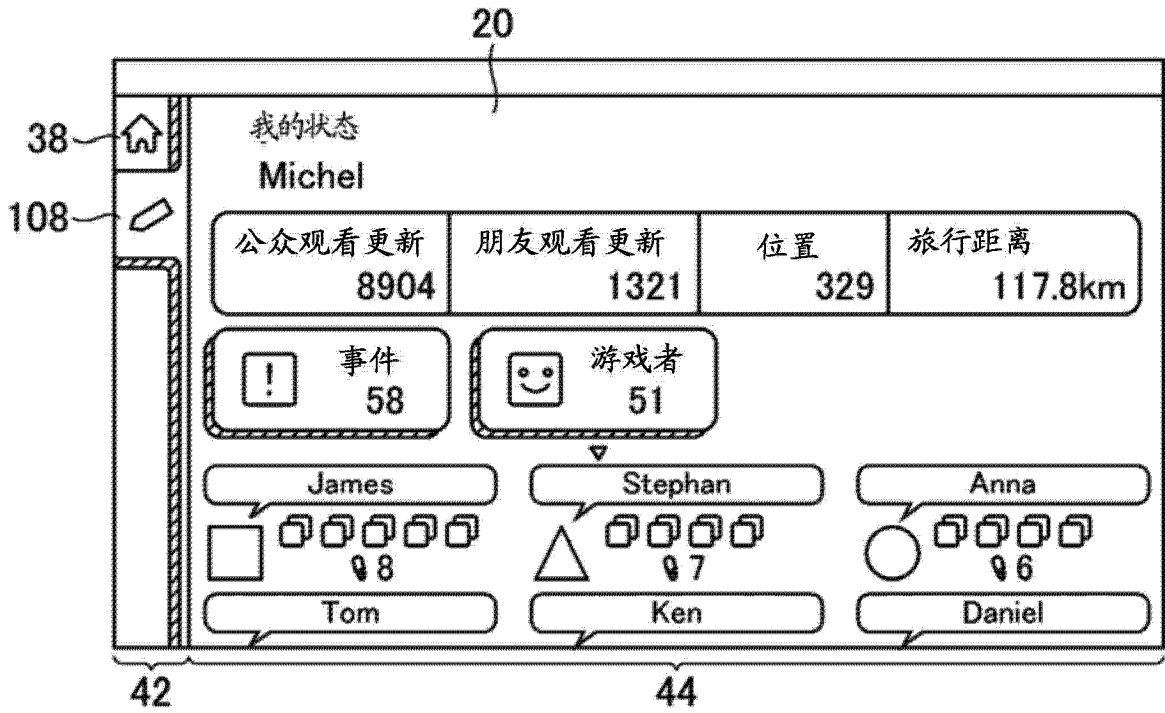 20
38
108
我的状态
Michel
公众观看更新 朋友观看更新 位置 旅行距离
8904 1321 329 117.8km
! 事件 游戏者
58 51
James Stephan Anna
8 7 6
Tom Ken Daniel
42 44